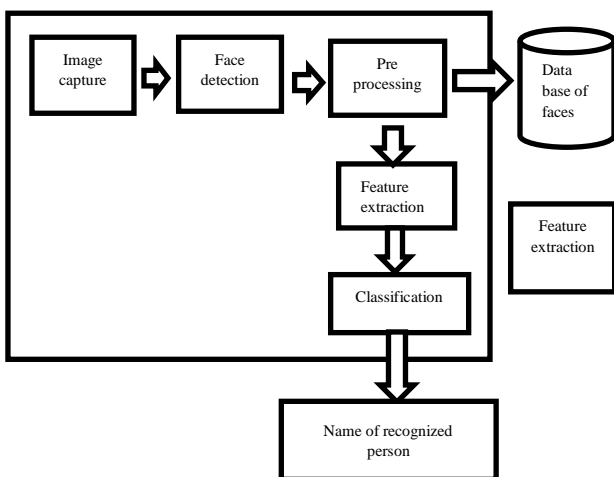 Image
capture
Face
detection
Pre
processing
Data
base of
faces
Feature
extraction
Feature
extraction
Classification
Name of recognized
person